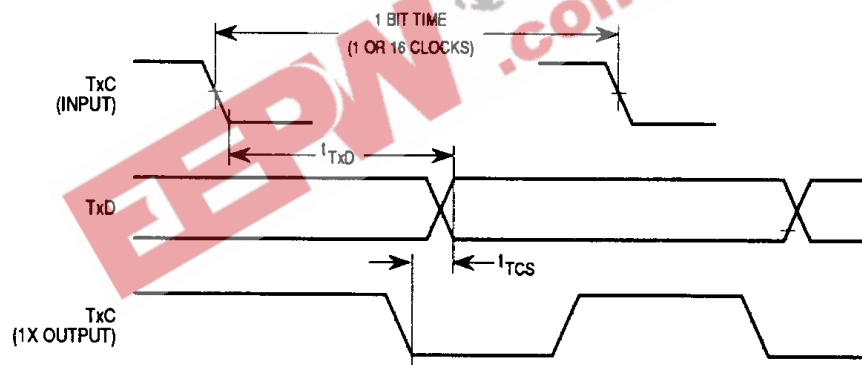 1 BIT TIME
(1 OR 16 CLOCKS)
TxC
(INPUT)
tTxD
TxD
tTCS
TxC
(1X OUTPUT)
EEPW.com